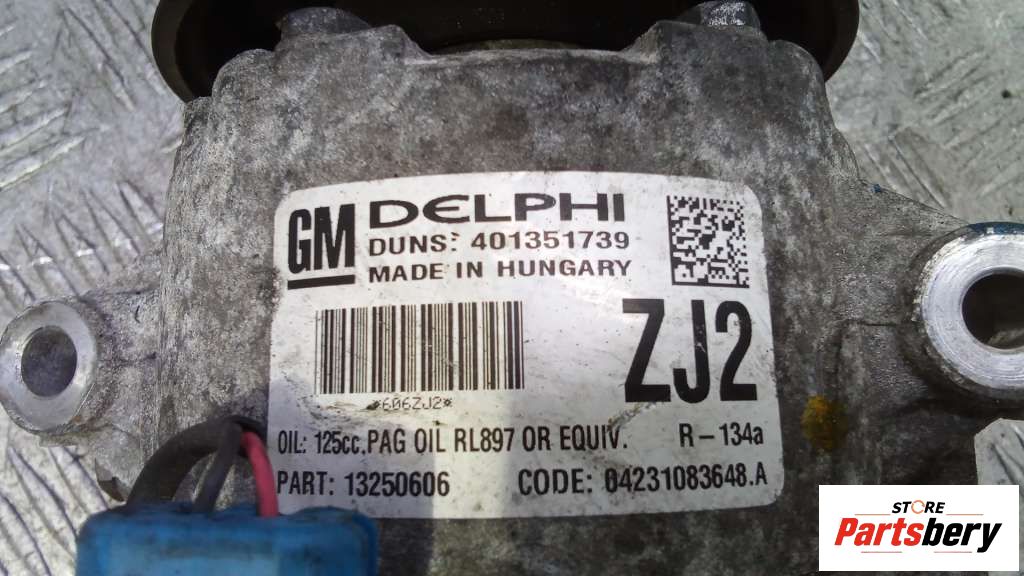 GM DELPHI
DUNS: 401351739
MADE IN HUNGARY
ZJ2
*606ZJ2*
OIL: 125cc. PAG OIL RL897 OR EQUIV. R-134a
PART: 13250606 CODE: 04231083648.A
STORE
Partsbery